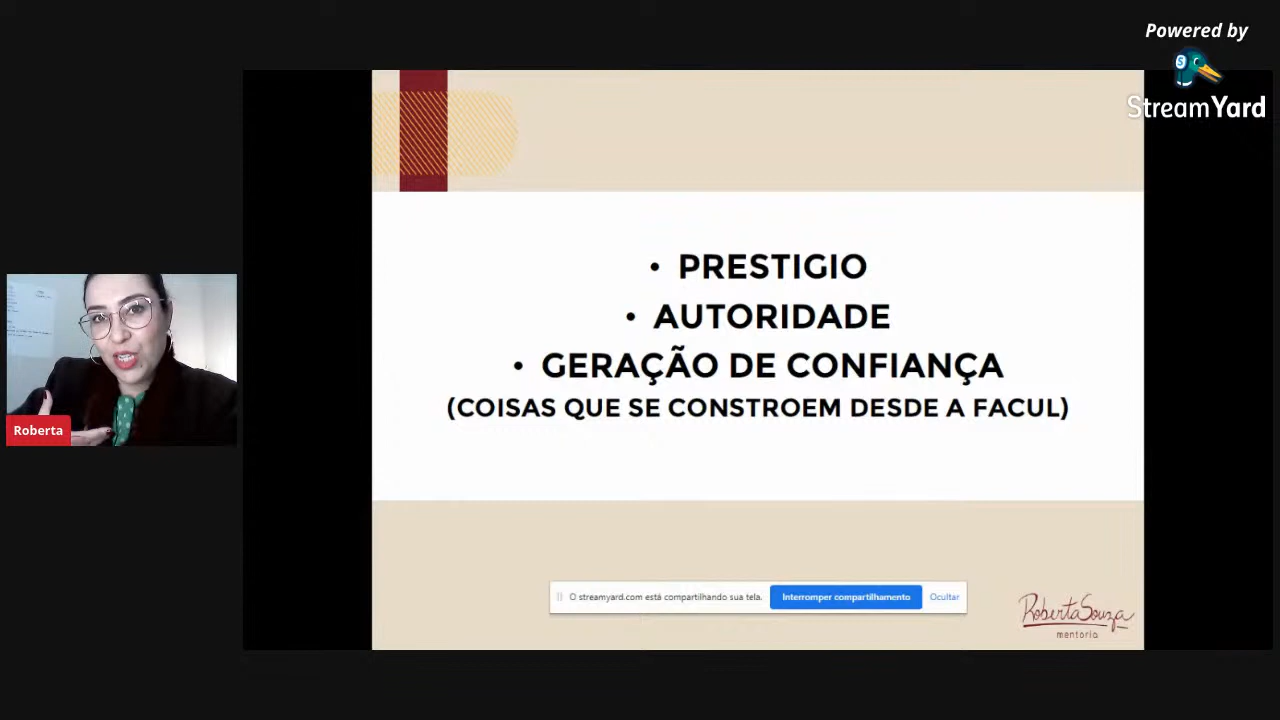 Powered by
StreamYard
• PRESTIGIO
• AUTORIDADE
• GERAÇÃO DE CONFIANÇA
(COISAS QUE SE CONSTROEM DESDE A FACUL)
Roberta
O streamyard.com está compartilhando sua tela.
Interromper compartilhamento
Ocultar
RobertaSouza
mentoria